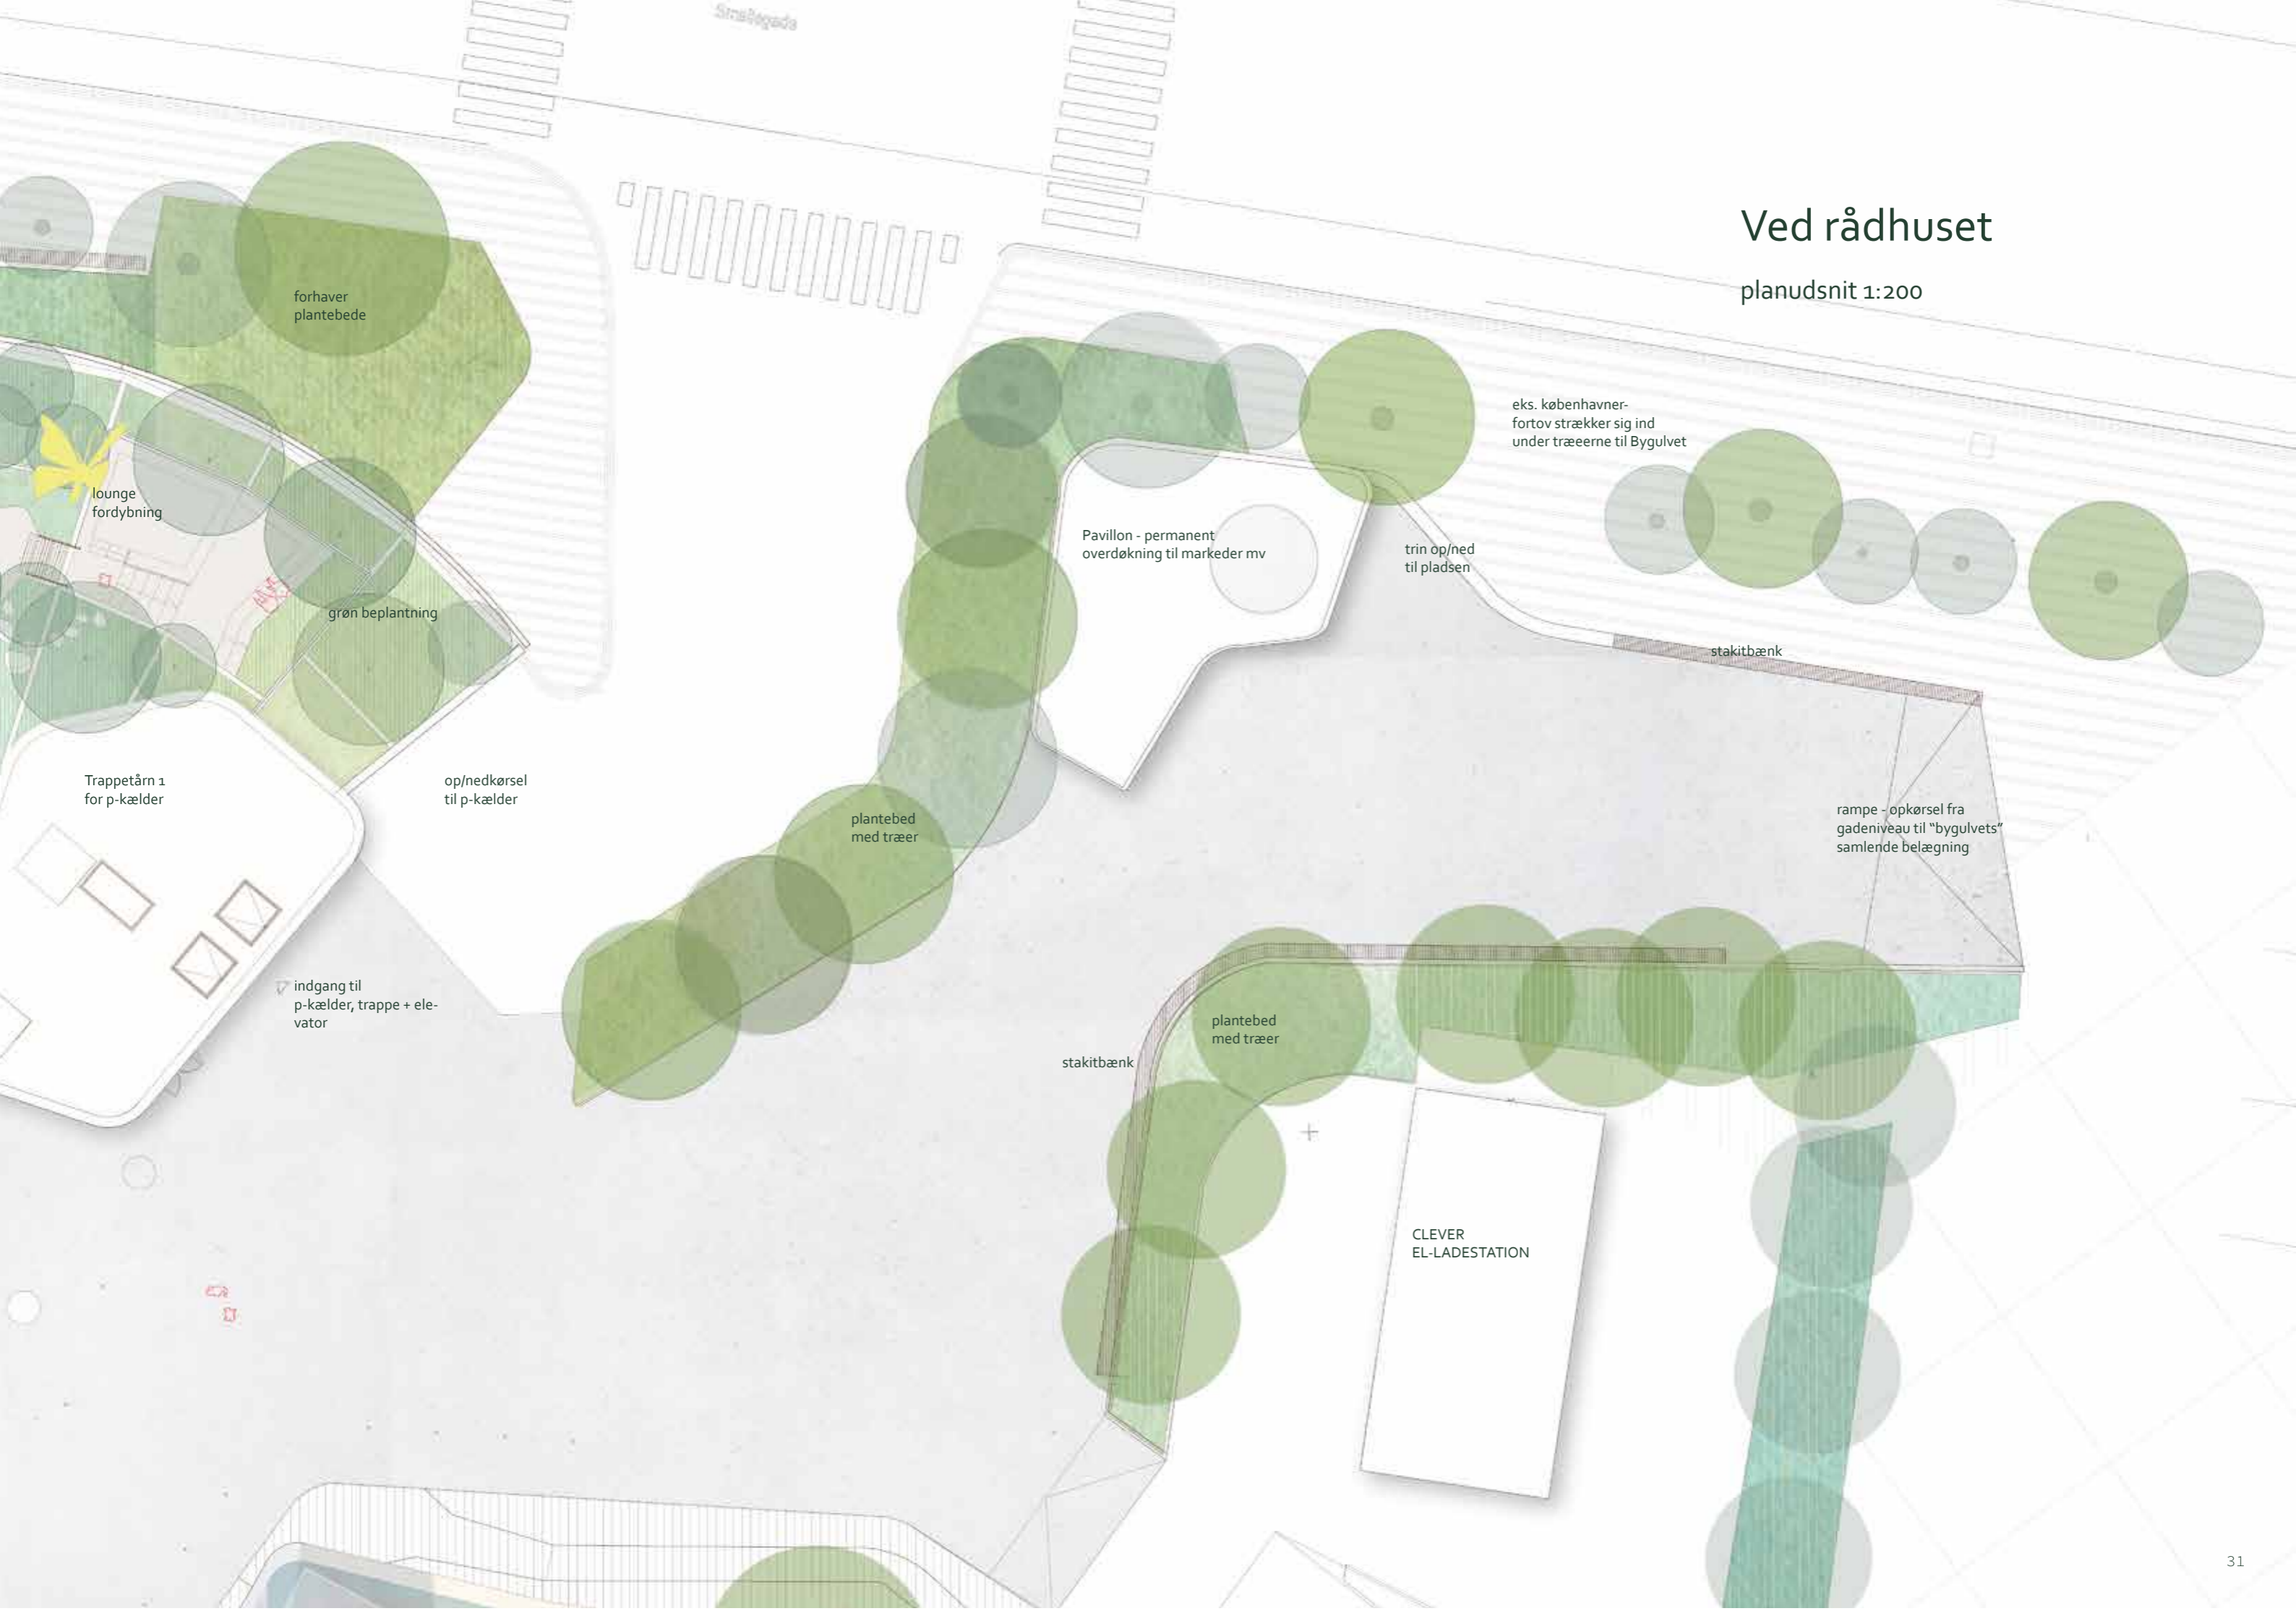 Smallegade
Ved rådhuset
planudsnit 1:200
forhaver
plantebede
eks. københavner-
fortov strækker sig ind
under træeerne til Bygulvet
lounge
fordybning
Pavillon - permanent
overdøkning til markeder mv
trin op/ned
til pladsen
grøn beplantning
stakitbænk
Trappetårn 1
for p-kælder
op/nedkørsel
til p-kælder
plantebed
med træer
rampe - opkørsel fra
gadeniveau til “bygulvets”
samlende belægning
indgang til
p-kælder, trappe + ele-
vator
plantebed
med træer
stakitbænk
CLEVER
EL-LADESTATION
31